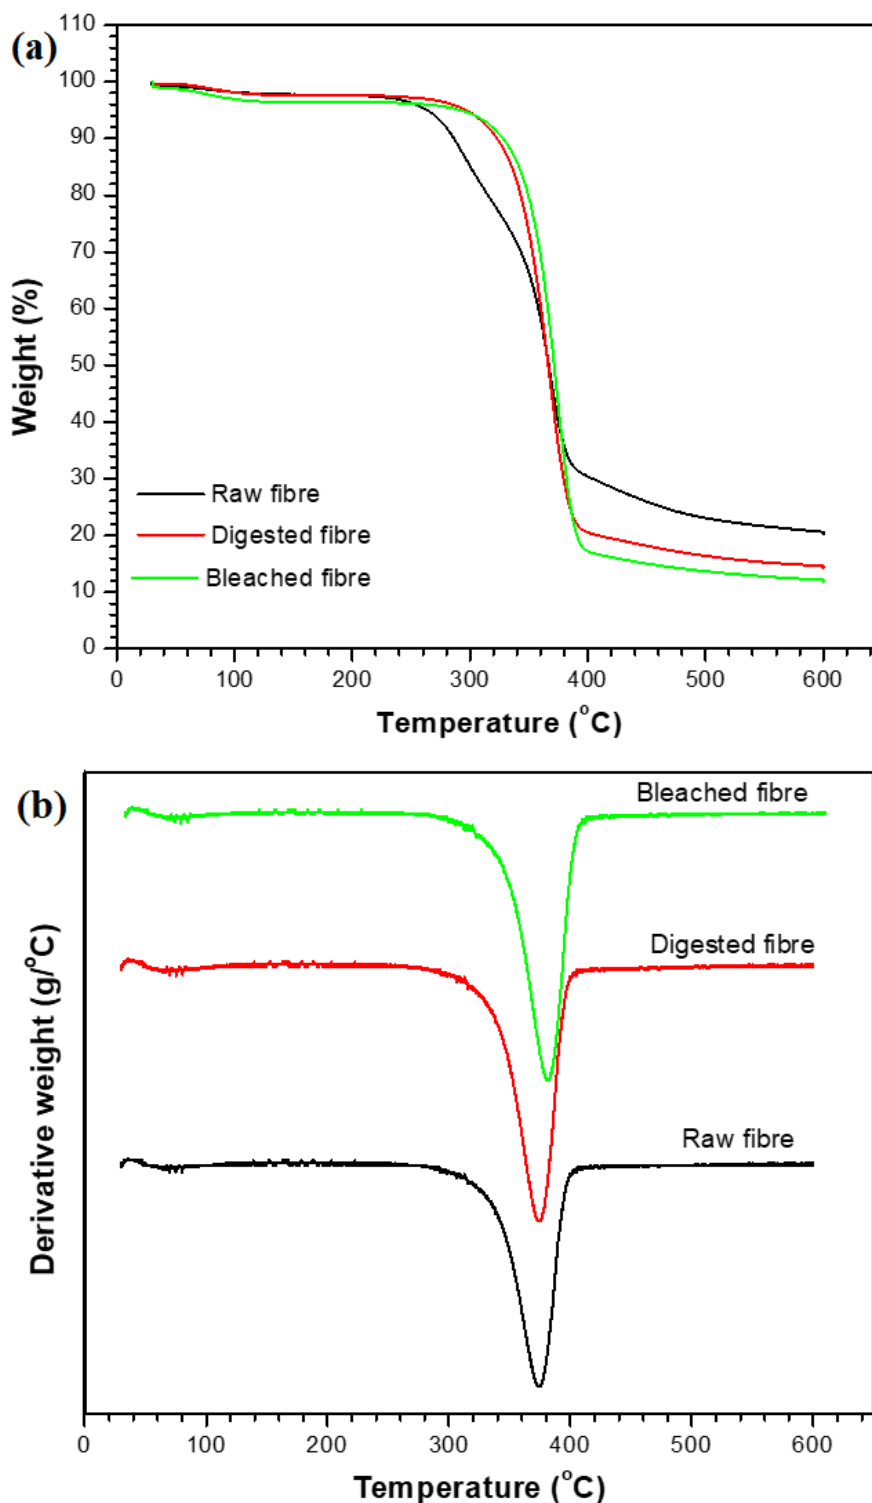 (a)
110
100
90
80
70
60
50
40
30
20
10
0
Weight (%)
Raw fibre
Digested fibre
Bleached fibre
0 100 200 300 400 500 600
Temperature (°C)
(b)
Bleached fibre
Digested fibre
Raw fibre
Derivative weight (g/°C)
0 100 200 300 400 500 600
Temperature (°C)